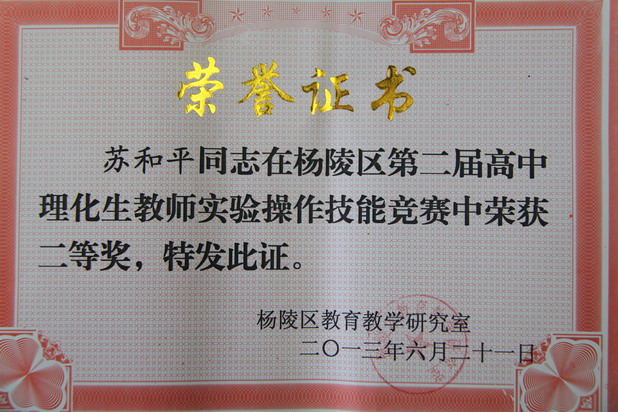 荣誉证书
苏和平同志在杨陵区第二届高中
理化生教师实验操作技能竞赛中荣获
二等奖，特发此证。
杨陵区教育教学研究室
二〇一三年六月二十一日